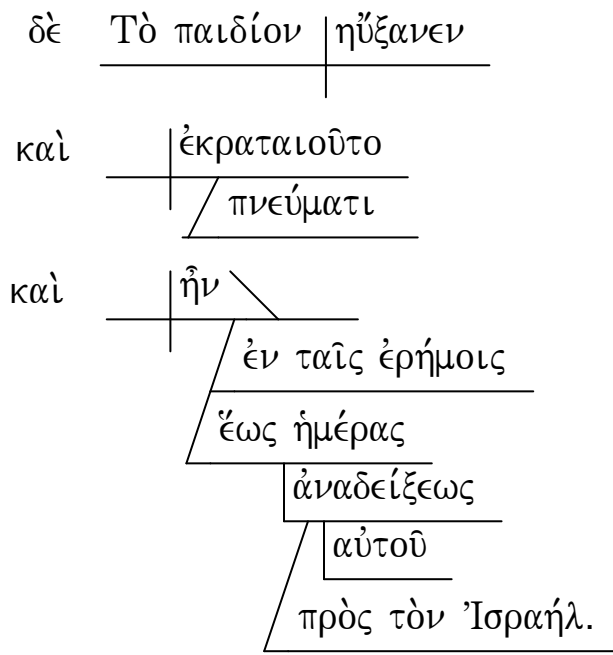 δὲ Τὸ παιδίον ηὔξανεν
καὶ ἐκραταιοῦτο
πνεύματι
καὶ ἦν
ἐν ταῖς ἐρήμοις
ἕως ἡμέρας
ἀναδείξεως
αὐτοῦ
πρὸς τὸν Ἰσραήλ.